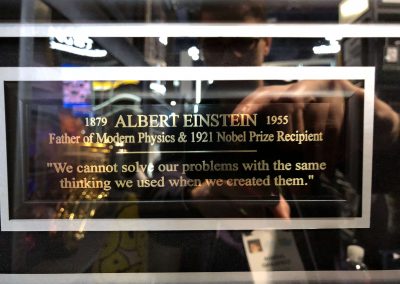 1879 ALBERT EINSTEIN 1955
Father of Modern Physics & 1921 Nobel Prize Recipient
"We cannot solve our problems with the same
thinking we used when we created them."